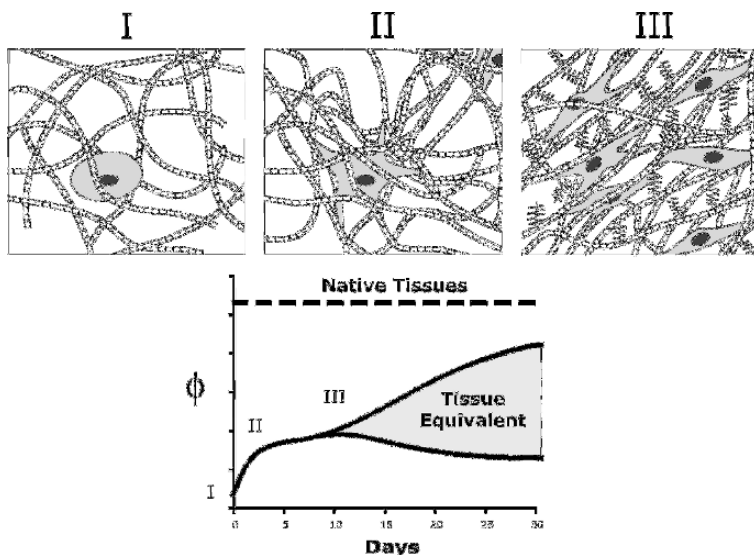 I II III
Native Tissues
ϕ
III
Tissue
Equivalent
II
I
0 5 10 15 20 25 30
Days